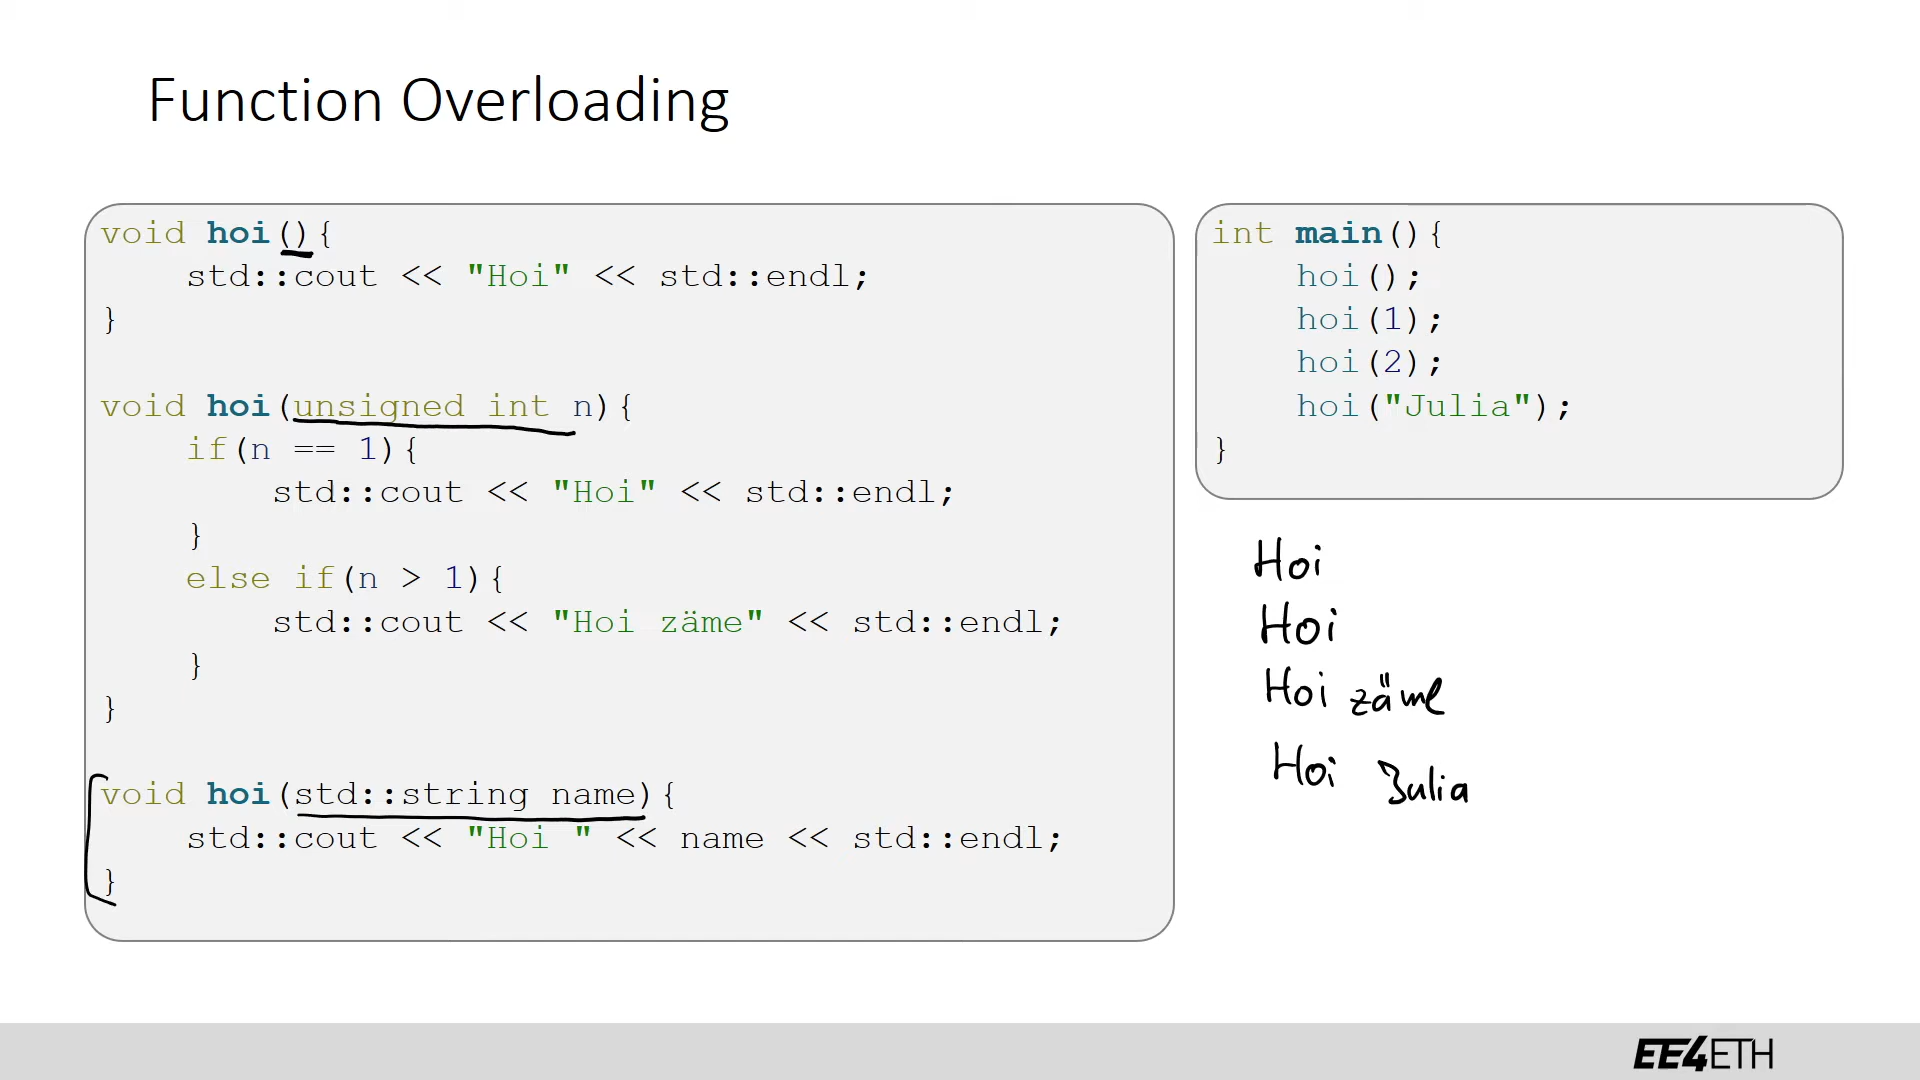 Function Overloading
void hoi(){
    std::cout << "Hoi" << std::endl;
}
void hoi(unsigned int n){
    if(n == 1){
        std::cout << "Hoi" << std::endl;
    }
    else if(n > 1){
        std::cout << "Hoi zäme" << std::endl;
    }
}
void hoi(std::string name){
    std::cout << "Hoi " << name << std::endl;
}
int main(){
    hoi();
    hoi(1);
    hoi(2);
    hoi("Julia");
}
Hoi
Hoi
Hoi zäme
Hoi Julia
EE4ETH